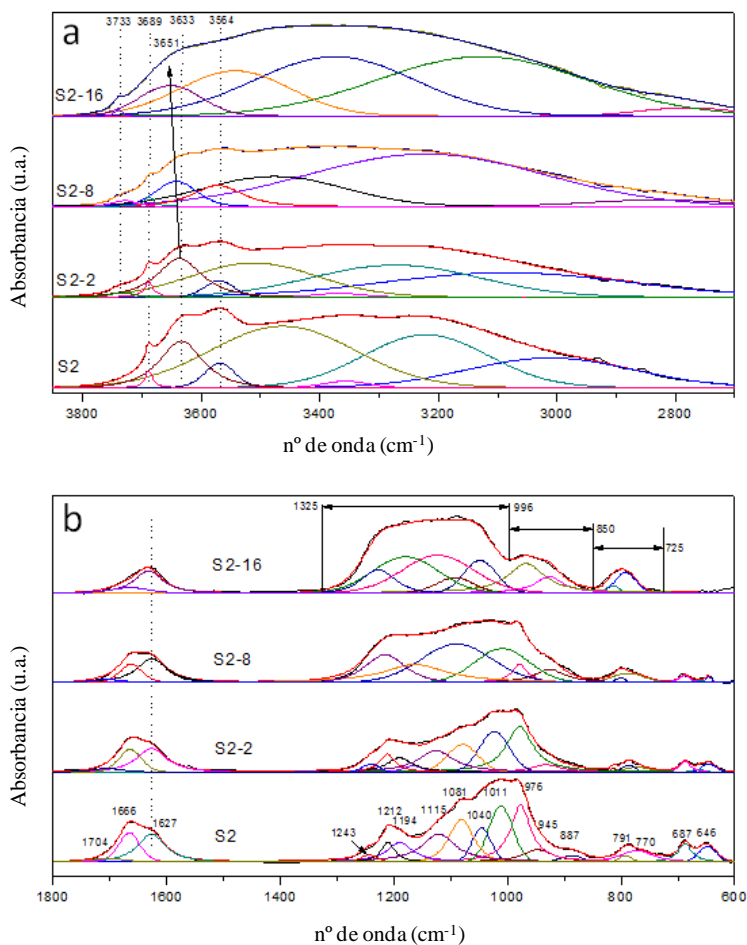 a
3733 3689 3633 3564
3651
S2-16
S2-8
S2-2
S2
Absorbancia (u.a.)
3800 3600 3400 3200 3000 2800
nº de onda (cm-1)
b
1325 996 850 725
S2-16
S2-8
S2-2
S2
1704 1666 1627
1243 1212 1194 1115 1081 1040 1011 976 945 887
791 770 687 646
Absorbancia (u.a.)
1800 1600 1400 1200 1000 800 600
nº de onda (cm-1)